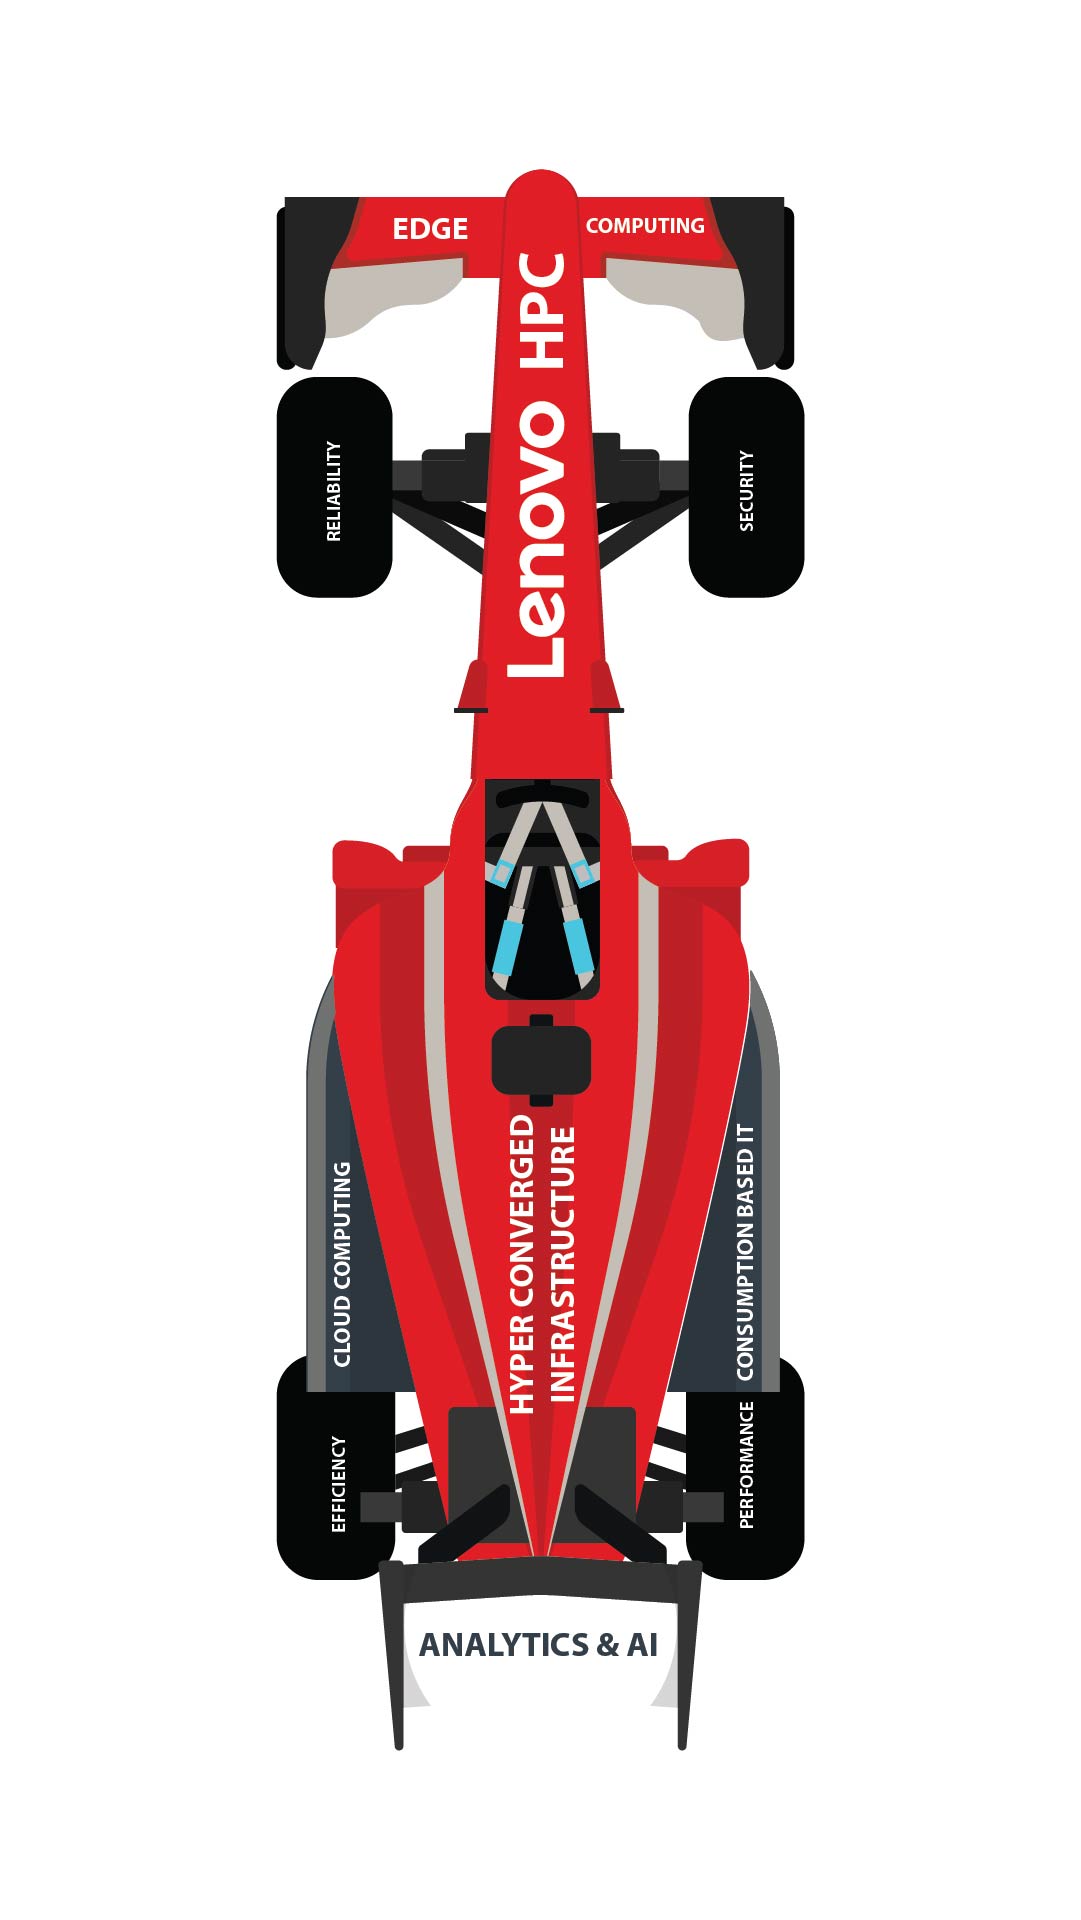 EDGE COMPUTING
Lenovo HPC
RELIABILITY
SECURITY
HYPER CONVERGED
INFRASTRUCTURE
CLOUD COMPUTING
CONSUMPTION BASED IT
EFFICIENCY
PERFORMANCE
ANALYTICS & AI